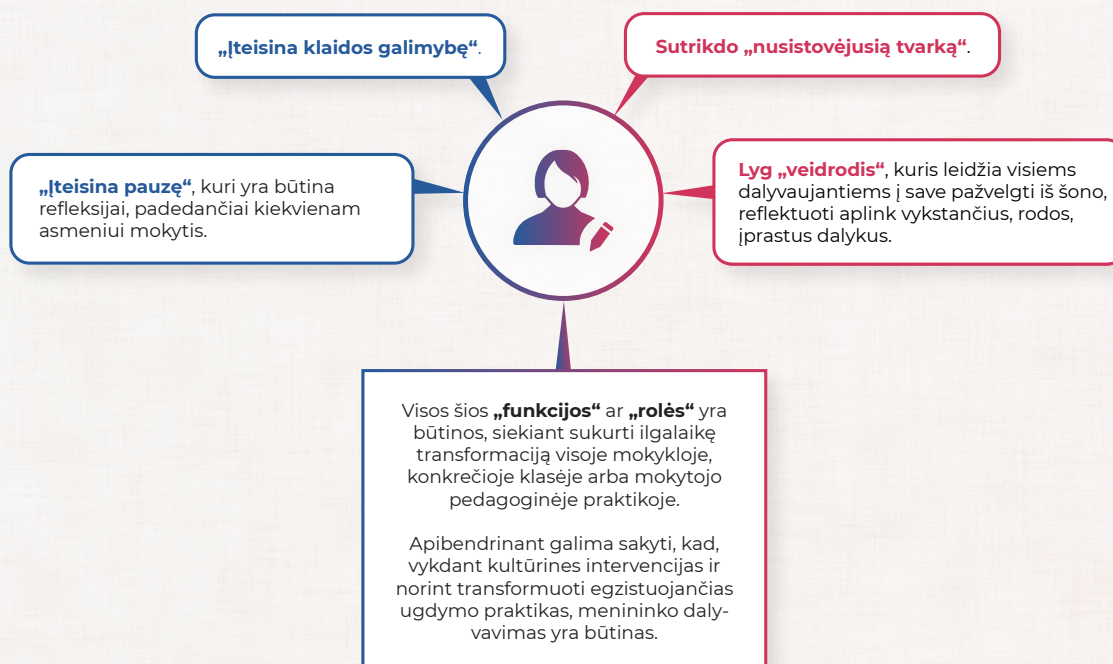 „Įteisina klaidos galimybę“.
Sutrikdo „nusistovėjusią tvarką“.
„Įteisina pauzę“, kuri yra būtina
refleksijai, padedančiai kiekvienam
asmeniui mokytis.
Lyg „veidrodis“, kuris leidžia visiems
dalyvaujantiems į save pažvelgti iš šono,
reflektuoti aplink vykstančius, rodos,
įprastus dalykus.
Visos šios „funkcijos“ ar „rolės“ yra
būtinos, siekiant sukurti ilgalaikę
transformaciją visoje mokykloje,
konkrečioje klasėje arba mokytojo
pedagoginėje praktikoje.
Apibendrinant galima sakyti, kad,
vykdant kultūrines intervencijas ir
norint transformuoti egzistuojančias
ugdymo praktikas, menininko daly-
vavimas yra būtinas.